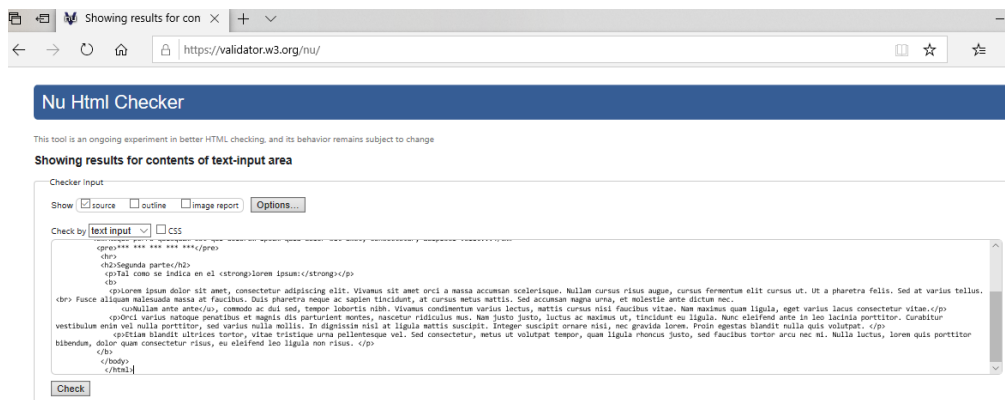 Showing results for con
https://validator.w3.org/nu/
Nu Html Checker
This tool is an ongoing experiment in better HTML checking, and its behavior remains subject to change
Showing results for contents of text-input area
Checker Input
Show source outline image report Options...
Check by text input CSS
<pre>*** *** *** *** ***</pre>
<hr>
<h2>Segunda parte</h2>
<p>Tal como se indica en el <strong>lorem ipsum:</strong></p>
<b>
<p>Lorem ipsum dolor sit amet, consectetur adipiscing elit. Vivamus sit amet orci a massa accumsan scelerisque. Nullam cursus risus augue, cursus fermentum elit cursus ut. Ut a pharetra felis. Sed at varius tellus.
<br> Fusce aliquam malesuada massa at faucibus. Duis pharetra neque ac sapien tincidunt, at cursus metus mattis. Sed accumsan magna urna, et molestie ante dictum nec.
<u>Nullam ante ante</u>, commodo ac dui sed, tempor lobortis nibh. Vivamus condimentum varius lectus, mattis cursus nisi faucibus vitae. Nam maximus quam ligula, eget varius lacus consectetur vitae.</p>
<p>Orci varius natoque penatibus et magnis dis parturient montes, nascetur ridiculus mus. Nam justo justo, luctus ac maximus ut, tincidunt eu ligula. Nunc eleifend ante in leo lacinia porttitor. Curabitur
vestibulum enim vel nulla porttitor, sed varius nulla mollis. In dignissim nisl at ligula mattis suscipit. Integer suscipit ornare nisi, nec gravida lorem. Proin egestas blandit nulla quis volutpat. </p>
<p>Etiam blandit ultrices tortor, vitae tristique urna pellentesque vel. Sed consectetur, metus ut volutpat tempor, quam ligula rhoncus justo, sed faucibus tortor arcu nec mi. Nulla luctus, lorem quis porttitor
bibendum, dolor quam consectetur risus, eu eleifend leo ligula non risus. </p>
</b>
</body>
</html>
Check